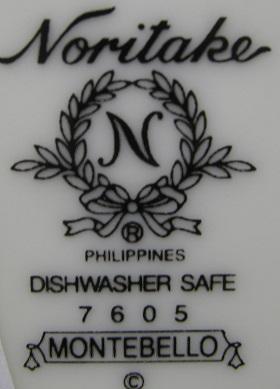 Noritake
N
®
PHILIPPINES
DISHWASHER SAFE
7605
MONTEBELLO
©